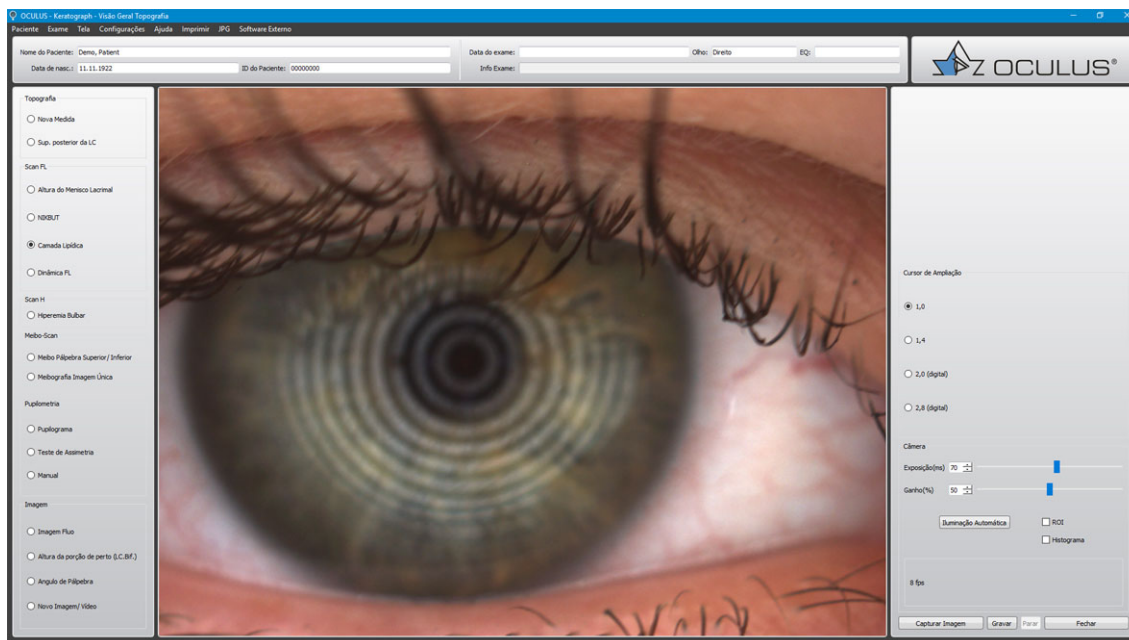 OCULUS - Keratograph - Visão Geral Topografia
Paciente Exame Tela Configurações Ajuda Imprimir JPG Software Externo
Nome do Paciente: Demo, Patient
Data de nasc.: 11.11.1922 ID do Paciente: 00000000
Data do exame: Olho: Direito EQ:
Info Exame:
OCULUS®
Topografia
Nova Medida
Sup. posterior da LC
Scan FL
Altura do Menisco Lacrimal
NIKBUT
Camada Lipídica
Dinâmica FL
Scan H
Hiperemia Bulbar
Meibo-Scan
Meibo Pálpebra Superior/ Inferior
Meibografia Imagem Única
Pupilometria
Pupilograma
Teste de Assimetria
Manual
Imagem
Imagem Fluo
Altura da porção de perto (LC.Bif.)
Angulo de Pálpebra
Novo Imagem/ Vídeo
Cursor de Ampliação
1,0
1,4
2,0 (digital)
2,8 (digital)
Câmera
Exposição(ns) 70
Ganho(%) 50
Iluminação Automática ROI
Histograma
8 fps
Capturar Imagem Gravar Parar Fechar